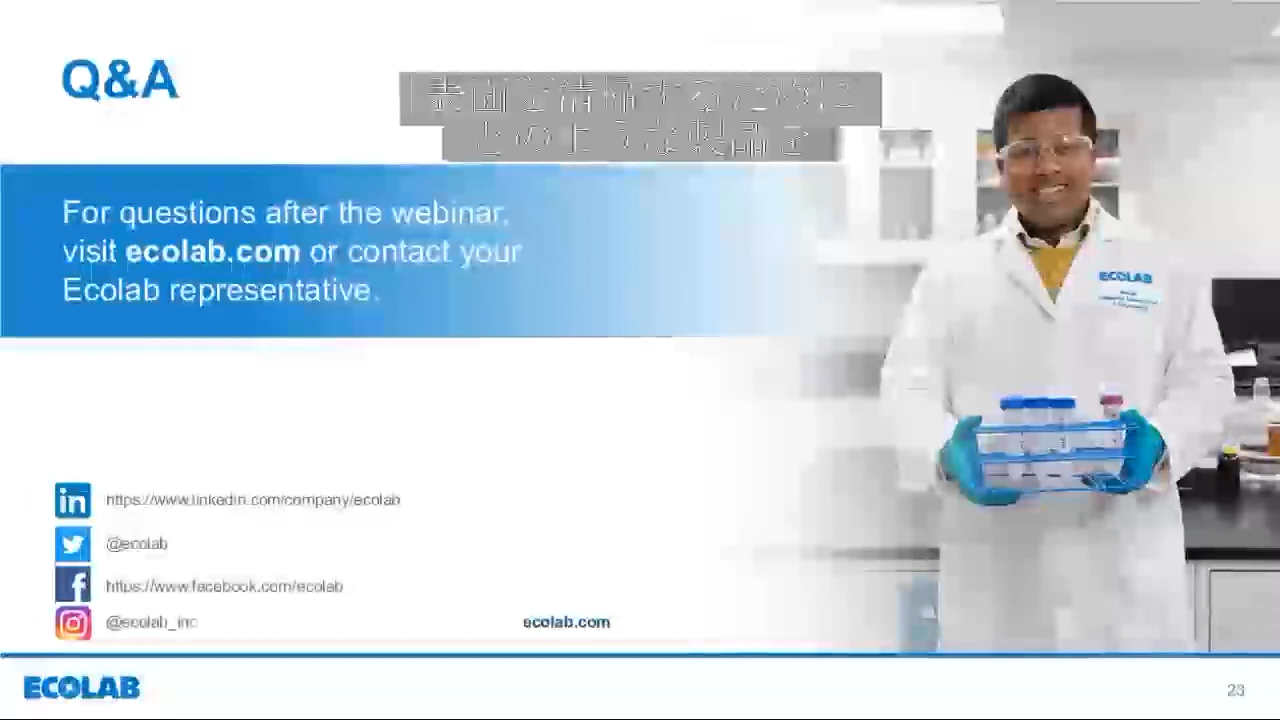 Q&A
表面を清掃するために
どのような製品を
For questions after the webinar,
visit ecolab.com or contact your
Ecolab representative.
ECOLAB
https://www.linkedin.com/company/ecolab
@ecolab
https://www.facebook.com/ecolab
@ecolab_inc
ecolab.com
ECOLAB
23